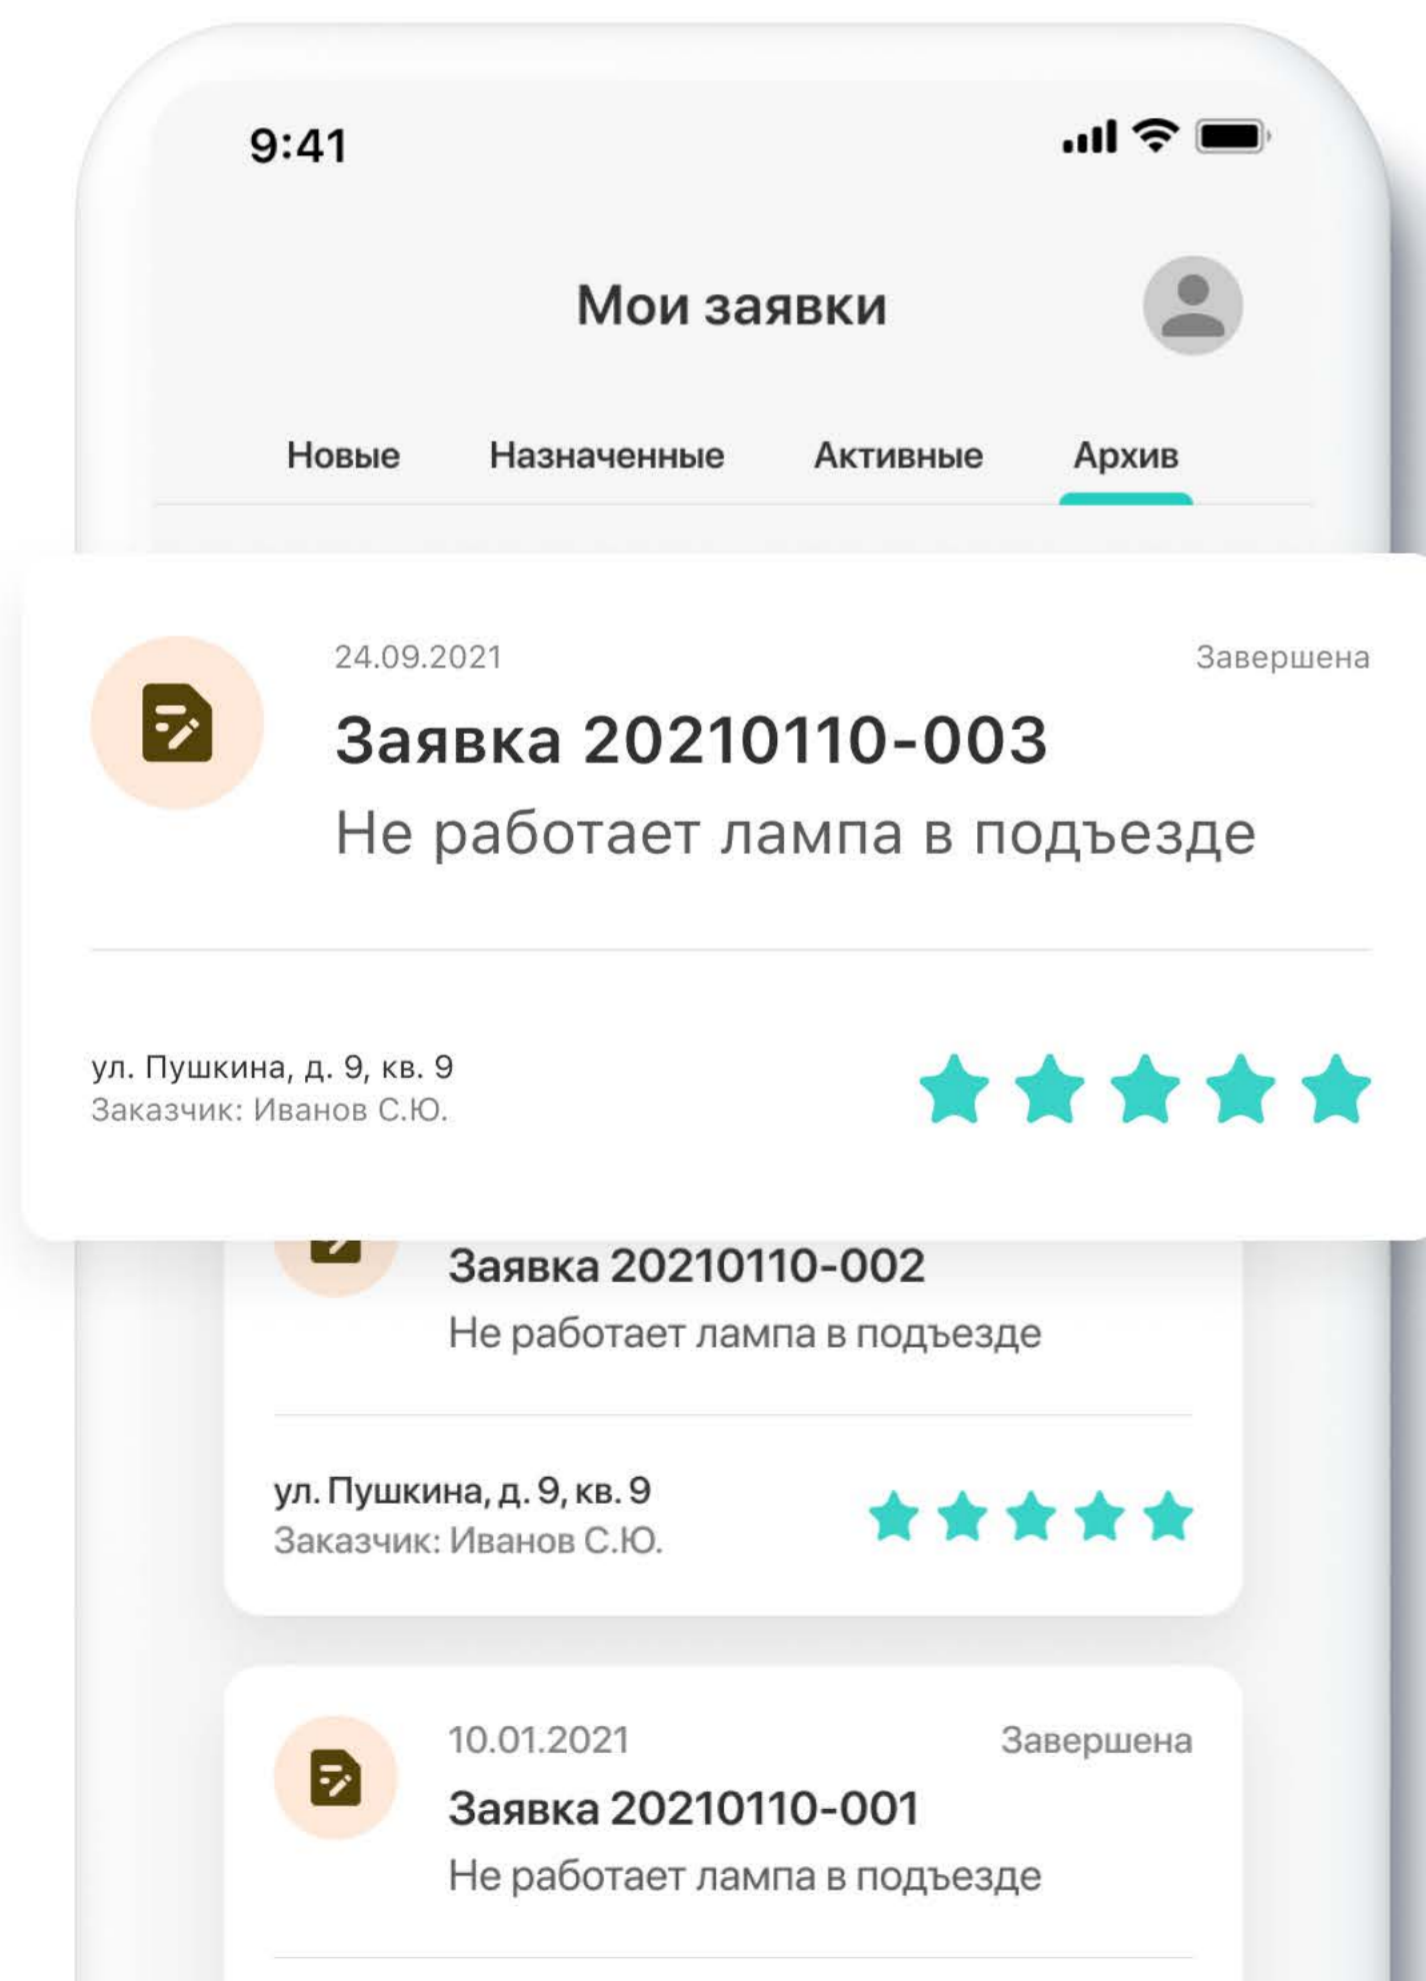 9:41
Мои заявки
Новые Назначенные Активные Архив
24.09.2021 Завершена
Заявка 20210110-003
Не работает лампа в подъезде
ул. Пушкина, д. 9, кв. 9
Заказчик: Иванов С.Ю.
Заявка 20210110-002
Не работает лампа в подъезде
ул. Пушкина, д. 9, кв. 9
Заказчик: Иванов С.Ю.
10.01.2021 Завершена
Заявка 20210110-001
Не работает лампа в подъезде